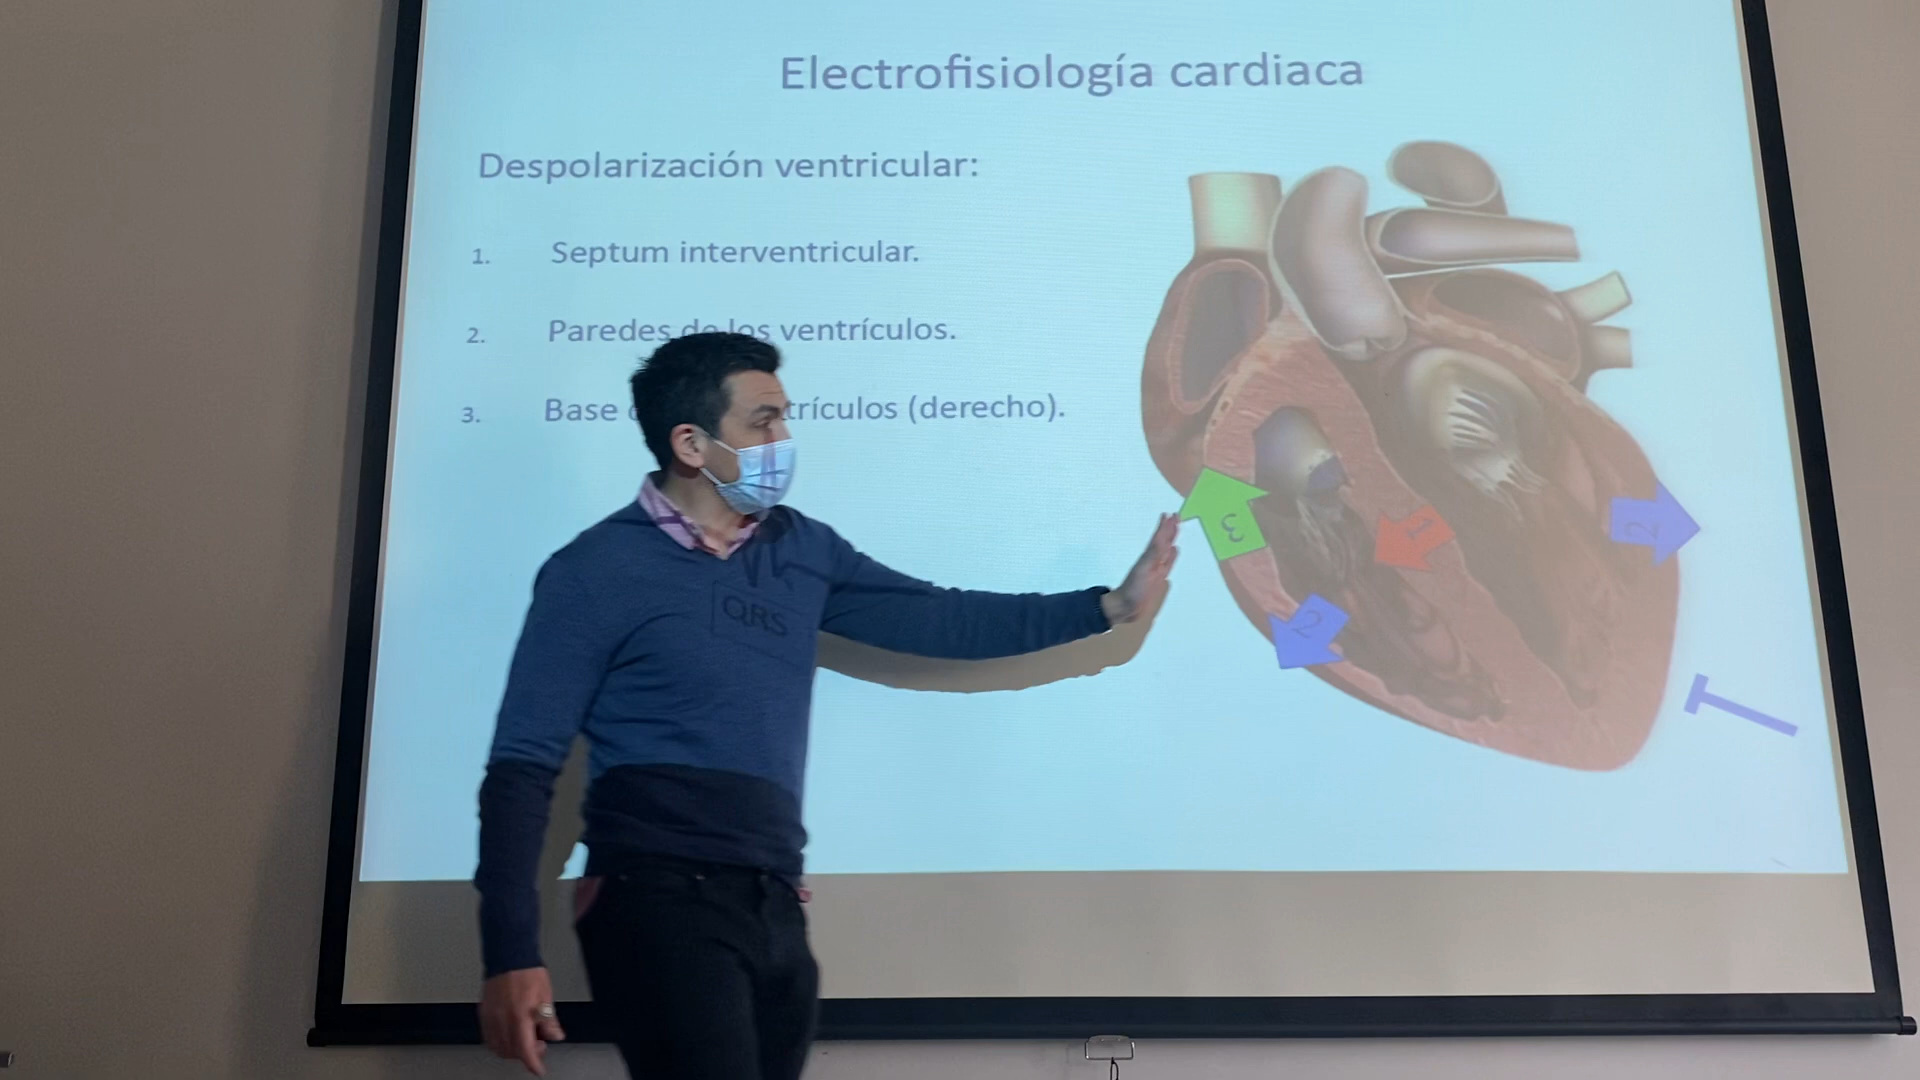 Electrofisiología cardiaca
Despolarización ventricular:
1. Septum interventricular.
2. Paredes de los ventrículos.
3. Base trículos (derecho).
3
1
2
2
QRS